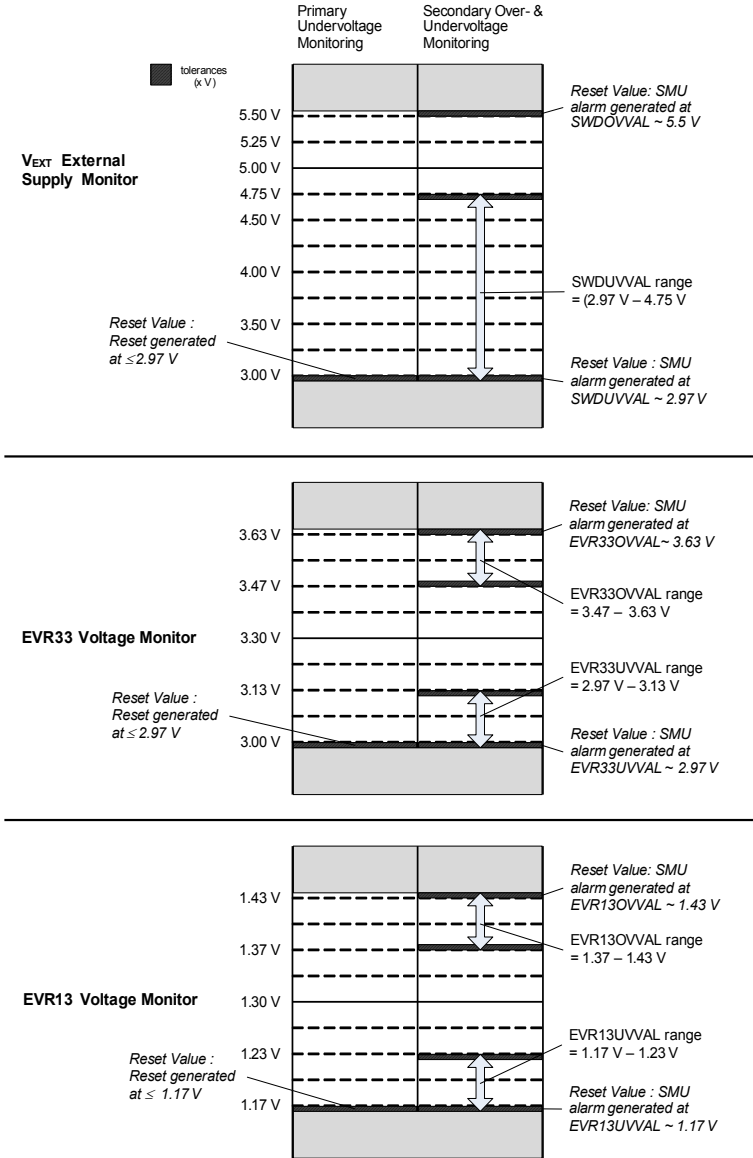 Primary
Undervoltage
Monitoring
Secondary Over- &
Undervoltage
Monitoring
tolerances
(x V)
VEXT External
Supply Monitor
5.50 V
5.25 V
5.00 V
4.75 V
4.50 V
4.00 V
3.50 V
3.00 V
Reset Value :
Reset generated
at ≤2.97 V
Reset Value: SMU
alarm generated at
SWDOVVAL ~ 5.5 V
SWDUVVAL range
= (2.97 V – 4.75 V
Reset Value : SMU
alarm generated at
SWDUVVAL ~ 2.97 V
EVR33 Voltage Monitor
3.63 V
3.47 V
3.30 V
3.13 V
3.00 V
Reset Value :
Reset generated
at ≤ 2.97 V
Reset Value: SMU
alarm generated at
EVR33OVVAL~ 3.63 V
EVR33OVVAL range
= 3.47 – 3.63 V
EVR33UVVAL range
= 2.97 V – 3.13 V
Reset Value : SMU
alarm generated at
EVR33UVVAL ~ 2.97 V
EVR13 Voltage Monitor
1.43 V
1.37 V
1.30 V
1.23 V
1.17 V
Reset Value :
Reset generated
at ≤ 1.17 V
Reset Value: SMU
alarm generated at
EVR13OVVAL ~ 1.43 V
EVR13OVVAL range
= 1.37 – 1.43 V
EVR13UVVAL range
= 1.17 V – 1.23 V
Reset Value : SMU
alarm generated at
EVR13UVVAL ~ 1.17 V